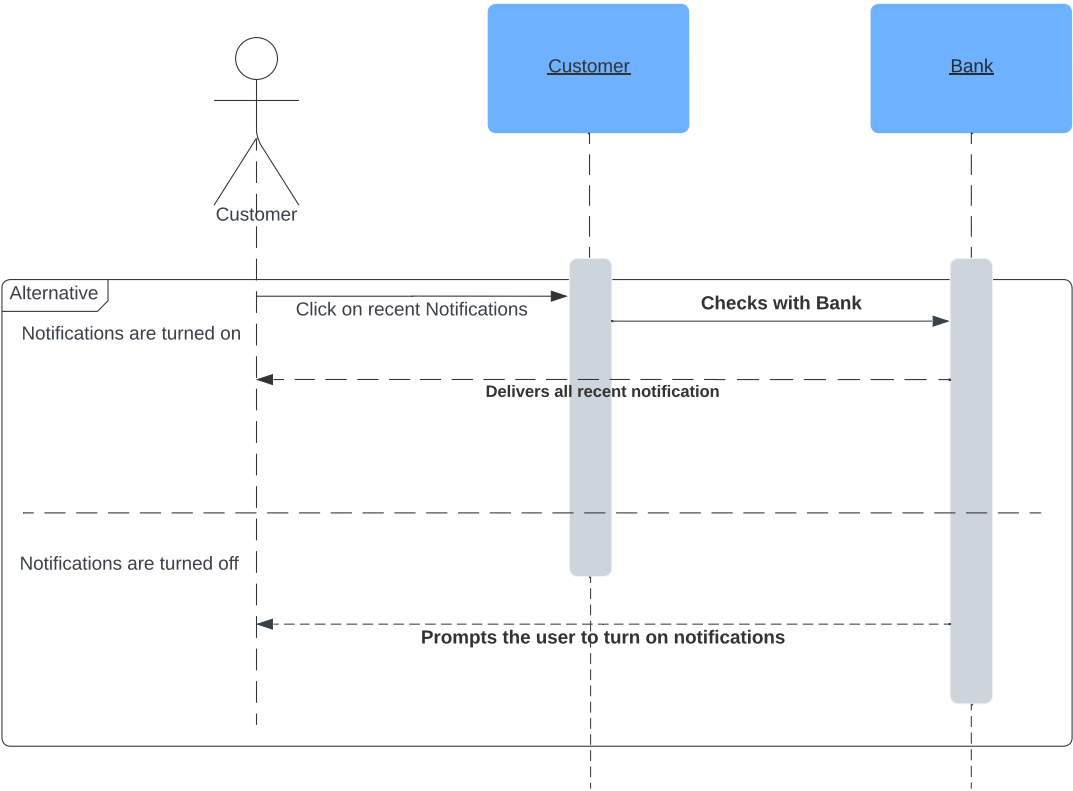 Customer
Bank
Customer
Alternative
Click on recent Notifications
Checks with Bank
Notifications are turned on
Delivers all recent notification
Notifications are turned off
Prompts the user to turn on notifications